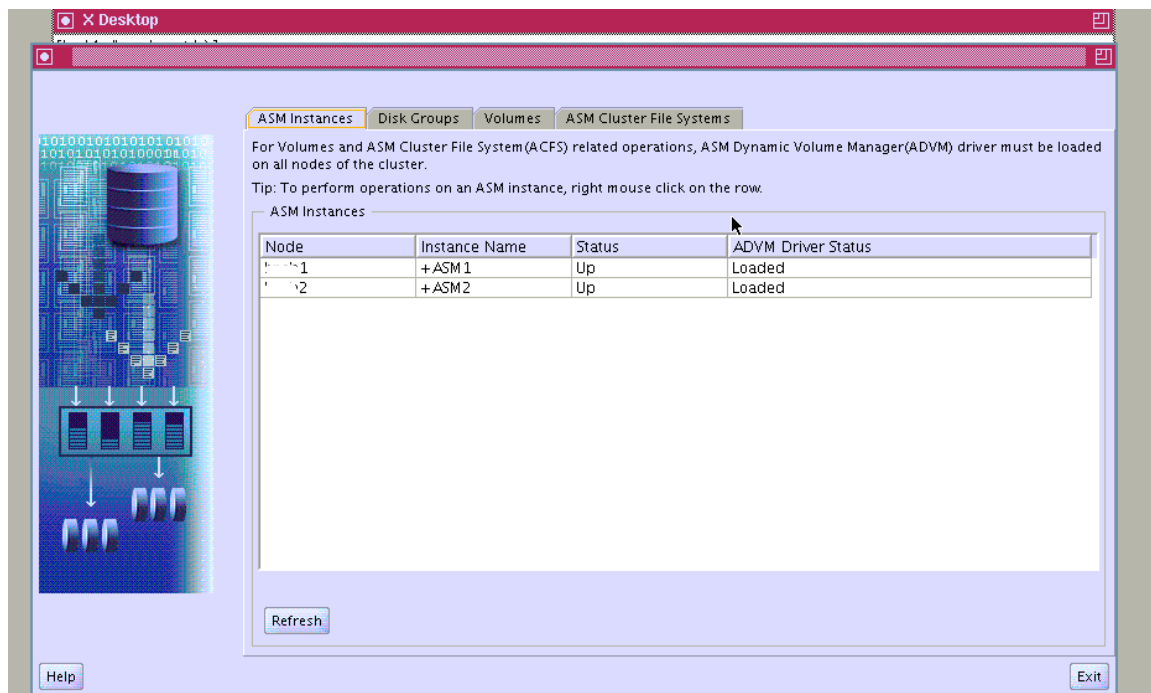 X Desktop
ASM Instances Disk Groups Volumes ASM Cluster File Systems
For Volumes and ASM Cluster File System(ACFS) related operations, ASM Dynamic Volume Manager(ADVM) driver must be loaded
on all nodes of the cluster.
Tip: To perform operations on an ASM instance, right mouse click on the row.
ASM Instances
Node Instance Name Status ADVM Driver Status
+ASM1 Up Loaded
+ASM2 Up Loaded
Refresh
Help Exit